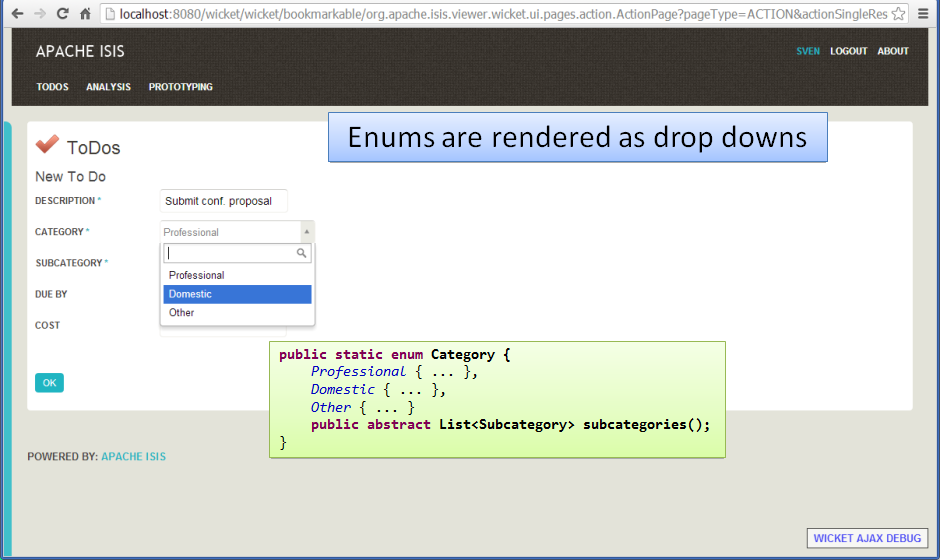 localhost:8080/wicket/wicket/bookmarkable/org.apache.isis.viewer.wicket.ui.pages.action.ActionPage?pageType=ACTION&actionSingleRes
APACHE ISIS
SVEN LOGOUT ABOUT
TODOS ANALYSIS PROTOTYPING
Enums are rendered as drop downs
ToDos
New To Do
DESCRIPTION * Submit conf. proposal
CATEGORY * Professional
SUBCATEGORY *
Professional
DUE BY
Domestic
Other
COST
public static enum Category {
Professional { ... },
Domestic { ... },
Other { ... }
public abstract List<Subcategory> subcategories();
}
OK
POWERED BY: APACHE ISIS
WICKET AJAX DEBUG